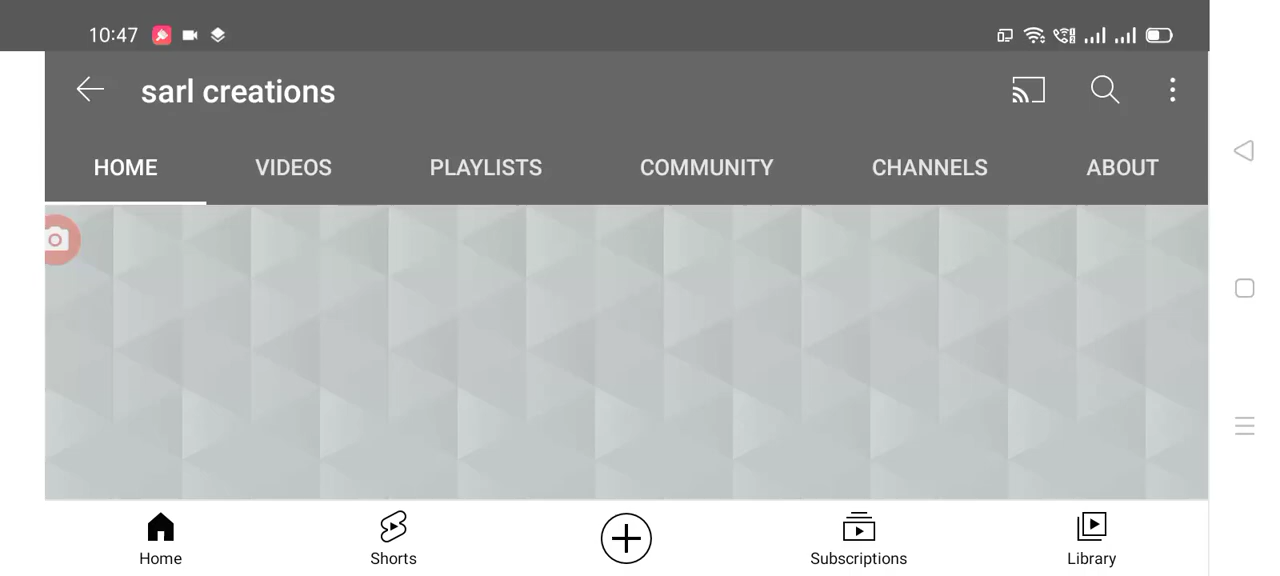 10:47
sarl creations
HOME VIDEOS PLAYLISTS COMMUNITY CHANNELS ABOUT
Home Shorts Subscriptions Library